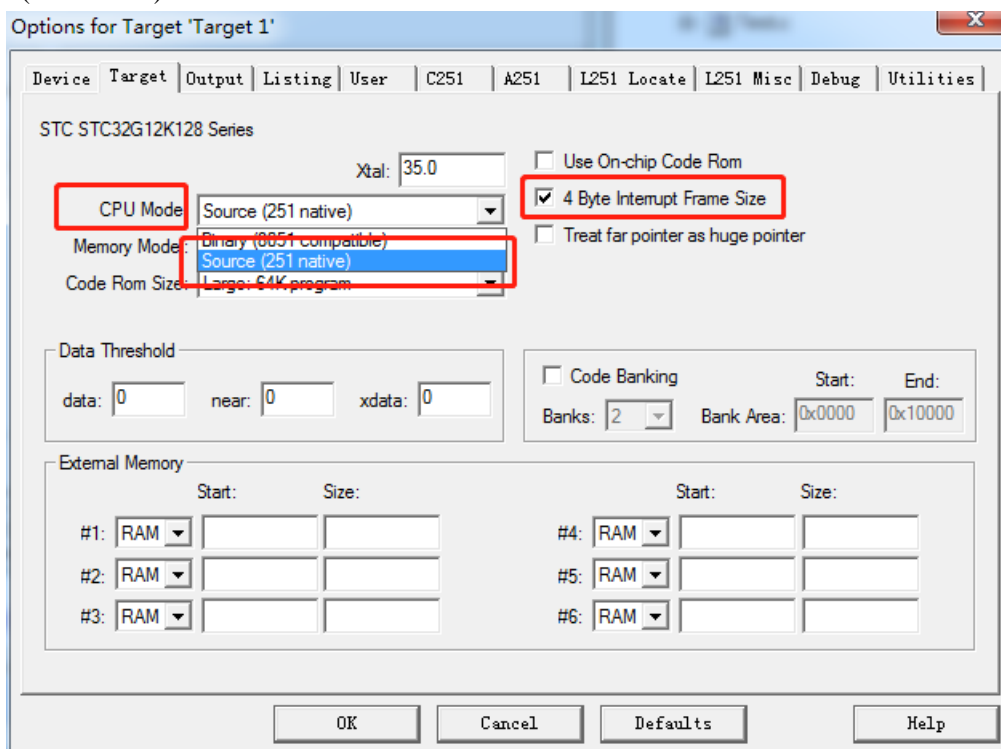 Options for Target 'Target 1'
Device Target Output Listing User C251 A251 L251 Locate L251 Misc Debug Utilities
STC STC32G12K128 Series
Xtal: 35.0
Use On-chip Code Rom
CPU Mode Source (251 native)
4 Byte Interrupt Frame Size
Binary (8051 compatible)
Memory Model:
Treat far pointer as huge pointer
Source (251 native)
Code Rom Size: Large: 64K program
Data Threshold
data: 0 near: 0 xdata: 0
Code Banking Start: End:
Banks: 2 Bank Area: 0x0000 0x10000
External Memory
Start: Size: Start: Size:
#1: RAM #4: RAM
#2: RAM #5: RAM
#3: RAM #6: RAM
OK Cancel Defaults Help